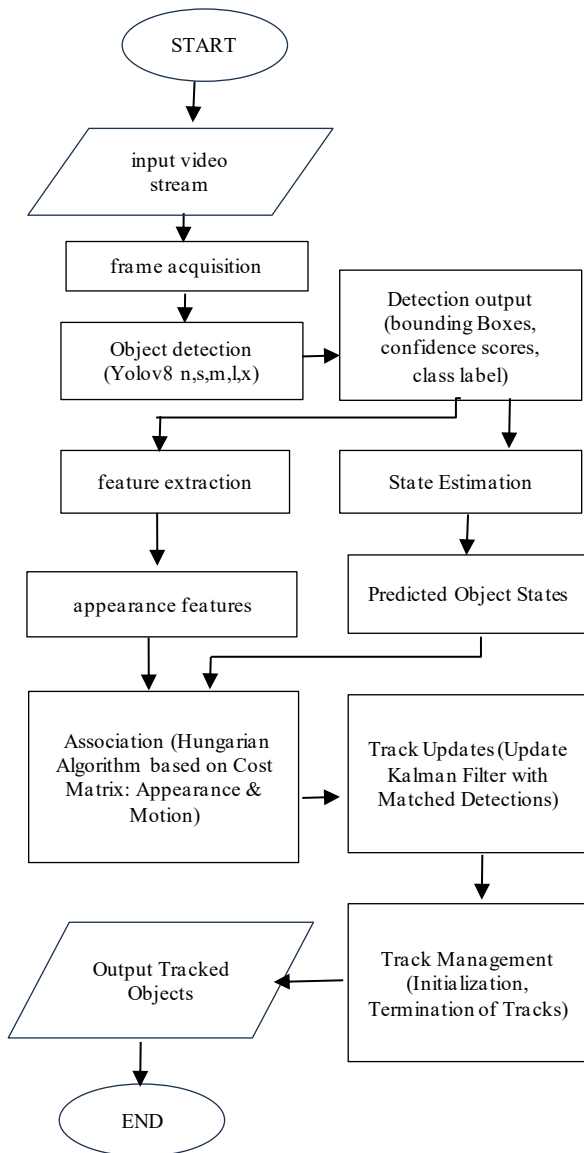 START
input video
stream
frame acquisition
Object detection
(Yolov8 n,s,m,l,x)
Detection output
(bounding Boxes,
confidence scores,
class label)
feature extraction
State Estimation
appearance features
Predicted Object States
Association (Hungarian
Algorithm based on Cost
Matrix: Appearance &
Motion)
Track Updates (Update
Kalman Filter with
Matched Detections)
Track Management
(Initialization,
Termination of Tracks)
Output Tracked
Objects
END